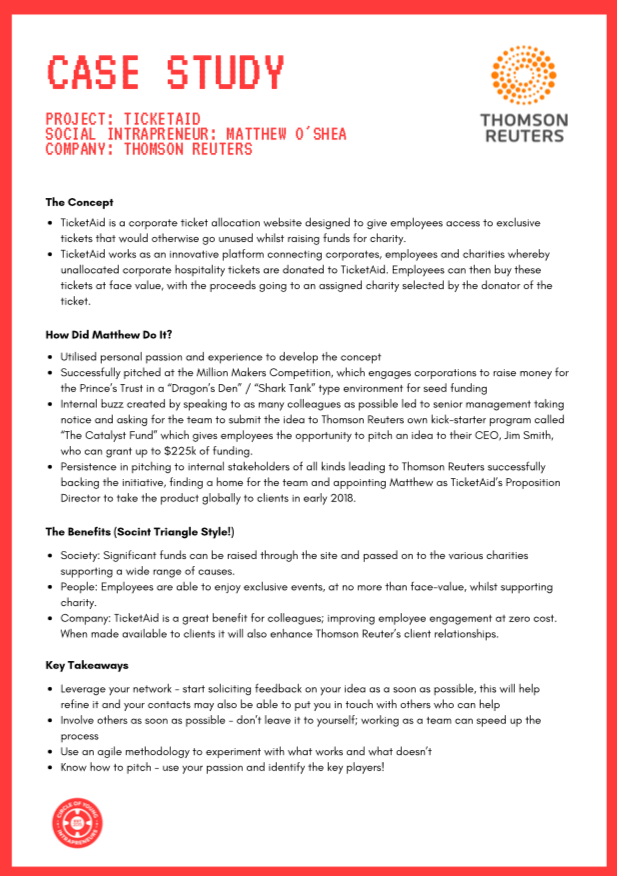 CASE STUDY
PROJECT: TICKETAID
SOCIAL INTRAPRENEUR: MATTHEW O´SHEA
COMPANY: THOMSON REUTERS
THOMSON
REUTERS
The Concept
• TicketAid is a corporate ticket allocation website designed to give employees access to exclusive
tickets that would otherwise go unused whilst raising funds for charity.
• TicketAid works as an innovative platform connecting corporates, employees and charities whereby
unallocated corporate hospitality tickets are donated to TicketAid. Employees can then buy these
tickets at face value, with the proceeds going to an assigned charity selected by the donator of the
ticket.
How Did Matthew Do It?
• Utilised personal passion and experience to develop the concept
• Successfully pitched at the Million Makers Competition, which engages corporations to raise money for
the Prince's Trust in a "Dragon's Den" / "Shark Tank" type environment for seed funding
• Internal buzz created by speaking to as many colleagues as possible led to senior management taking
notice and asking for the team to submit the idea to Thomson Reuters own kick-starter program called
"The Catalyst Fund" which gives employees the opportunity to pitch an idea to their CEO, Jim Smith,
who can grant up to $225k of funding.
• Persistence in pitching to internal stakeholders of all kinds leading to Thomson Reuters successfully
backing the initiative, finding a home for the team and appointing Matthew as TicketAid's Proposition
Director to take the product globally to clients in early 2018.
The Benefits (Socint Triangle Style!)
• Society: Significant funds can be raised through the site and passed on to the various charities
supporting a wide range of causes.
• People: Employees are able to enjoy exclusive events, at no more than face-value, whilst supporting
charity.
• Company: TicketAid is a great benefit for colleagues; improving employee engagement at zero cost.
When made available to clients it will also enhance Thomson Reuter's client relationships.
Key Takeaways
• Leverage your network - start soliciting feedback on your idea as a soon as possible, this will help
refine it and your contacts may also be able to put you in touch with others who can help
• Involve others as soon as possible - don't leave it to yourself; working as a team can speed up the
process
• Use an agile methodology to experiment with what works and what doesn't
• Know how to pitch - use your passion and identify the key players!
CIRCLE OF YOUNG
INTRAPRENEURS